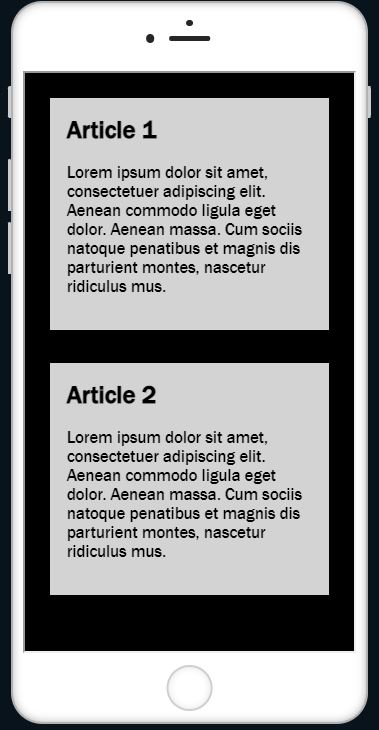 Article 1
Lorem ipsum dolor sit amet,
consectetuer adipiscing elit.
Aenean commodo ligula eget
dolor. Aenean massa. Cum sociis
natoque penatibus et magnis dis
parturient montes, nascetur
ridiculus mus.
Article 2
Lorem ipsum dolor sit amet,
consectetuer adipiscing elit.
Aenean commodo ligula eget
dolor. Aenean massa. Cum sociis
natoque penatibus et magnis dis
parturient montes, nascetur
ridiculus mus.